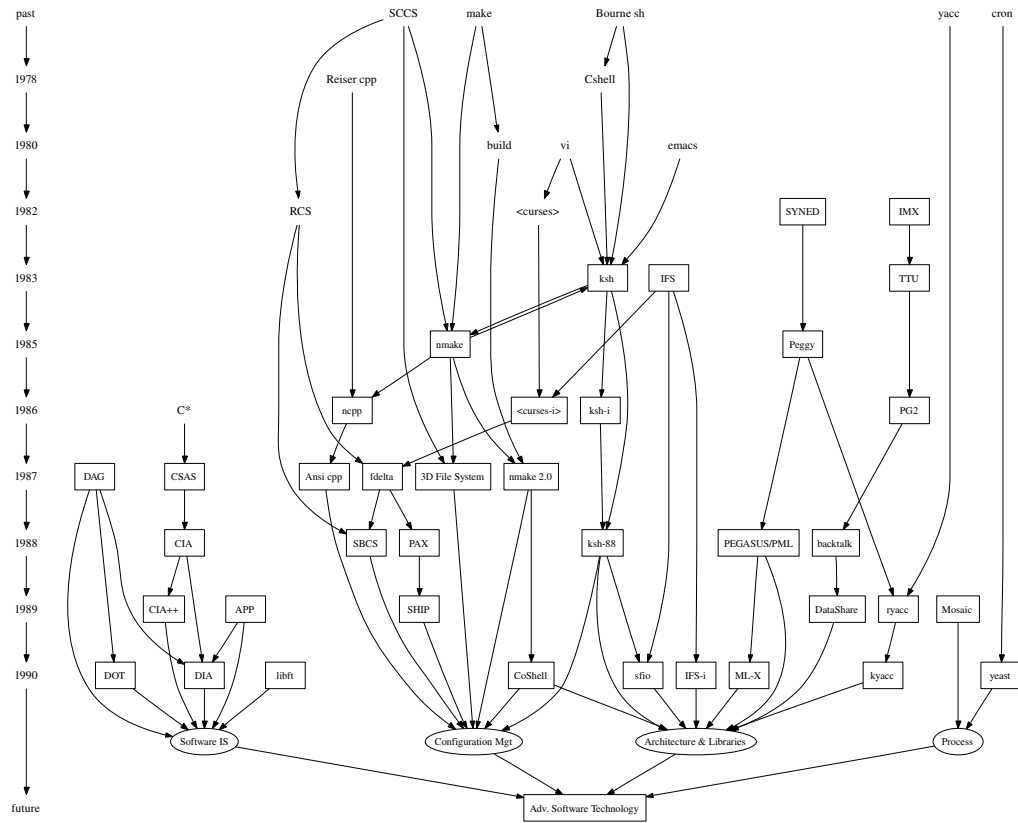 past
SCCS
make
Bourne sh
yacc
cron
1978
Reiser cpp
Cshell
1980
build
vi
emacs
1982
RCS
<curses>
SYNED
IMX
1983
ksh
IFS
TTU
1985
nmake
Peggy
1986
C*
ncpp
<curses-i>
ksh-i
PG2
1987
DAG
CSAS
Ansi cpp
fdelta
3D File System
nmake 2.0
1988
CIA
SBCS
PAX
ksh-88
PEGASUS/PML
backtalk
1989
CIA++
APP
SHIP
DataShare
ryacc
Mosaic
1990
DOT
DIA
libft
CoShell
sfio
IFS-i
ML-X
kyacc
yeast
Software IS
Configuration Mgt
Architecture & Libraries
Process
future
Adv. Software Technology